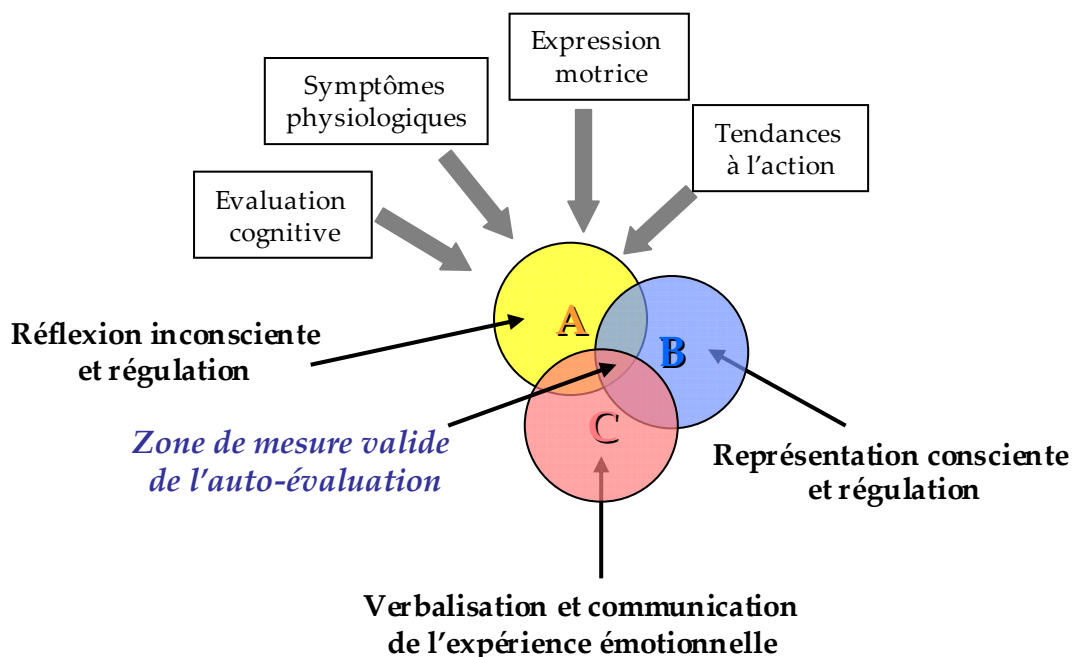 Expression
motrice
Symptômes
physiologiques
Tendances
à l'action
Evaluation
cognitive
A
B
C
Réflexion inconsciente
et régulation
Zone de mesure valide
de l'auto-évaluation
Représentation consciente
et régulation
Verbalisation et communication
de l'expérience émotionnelle